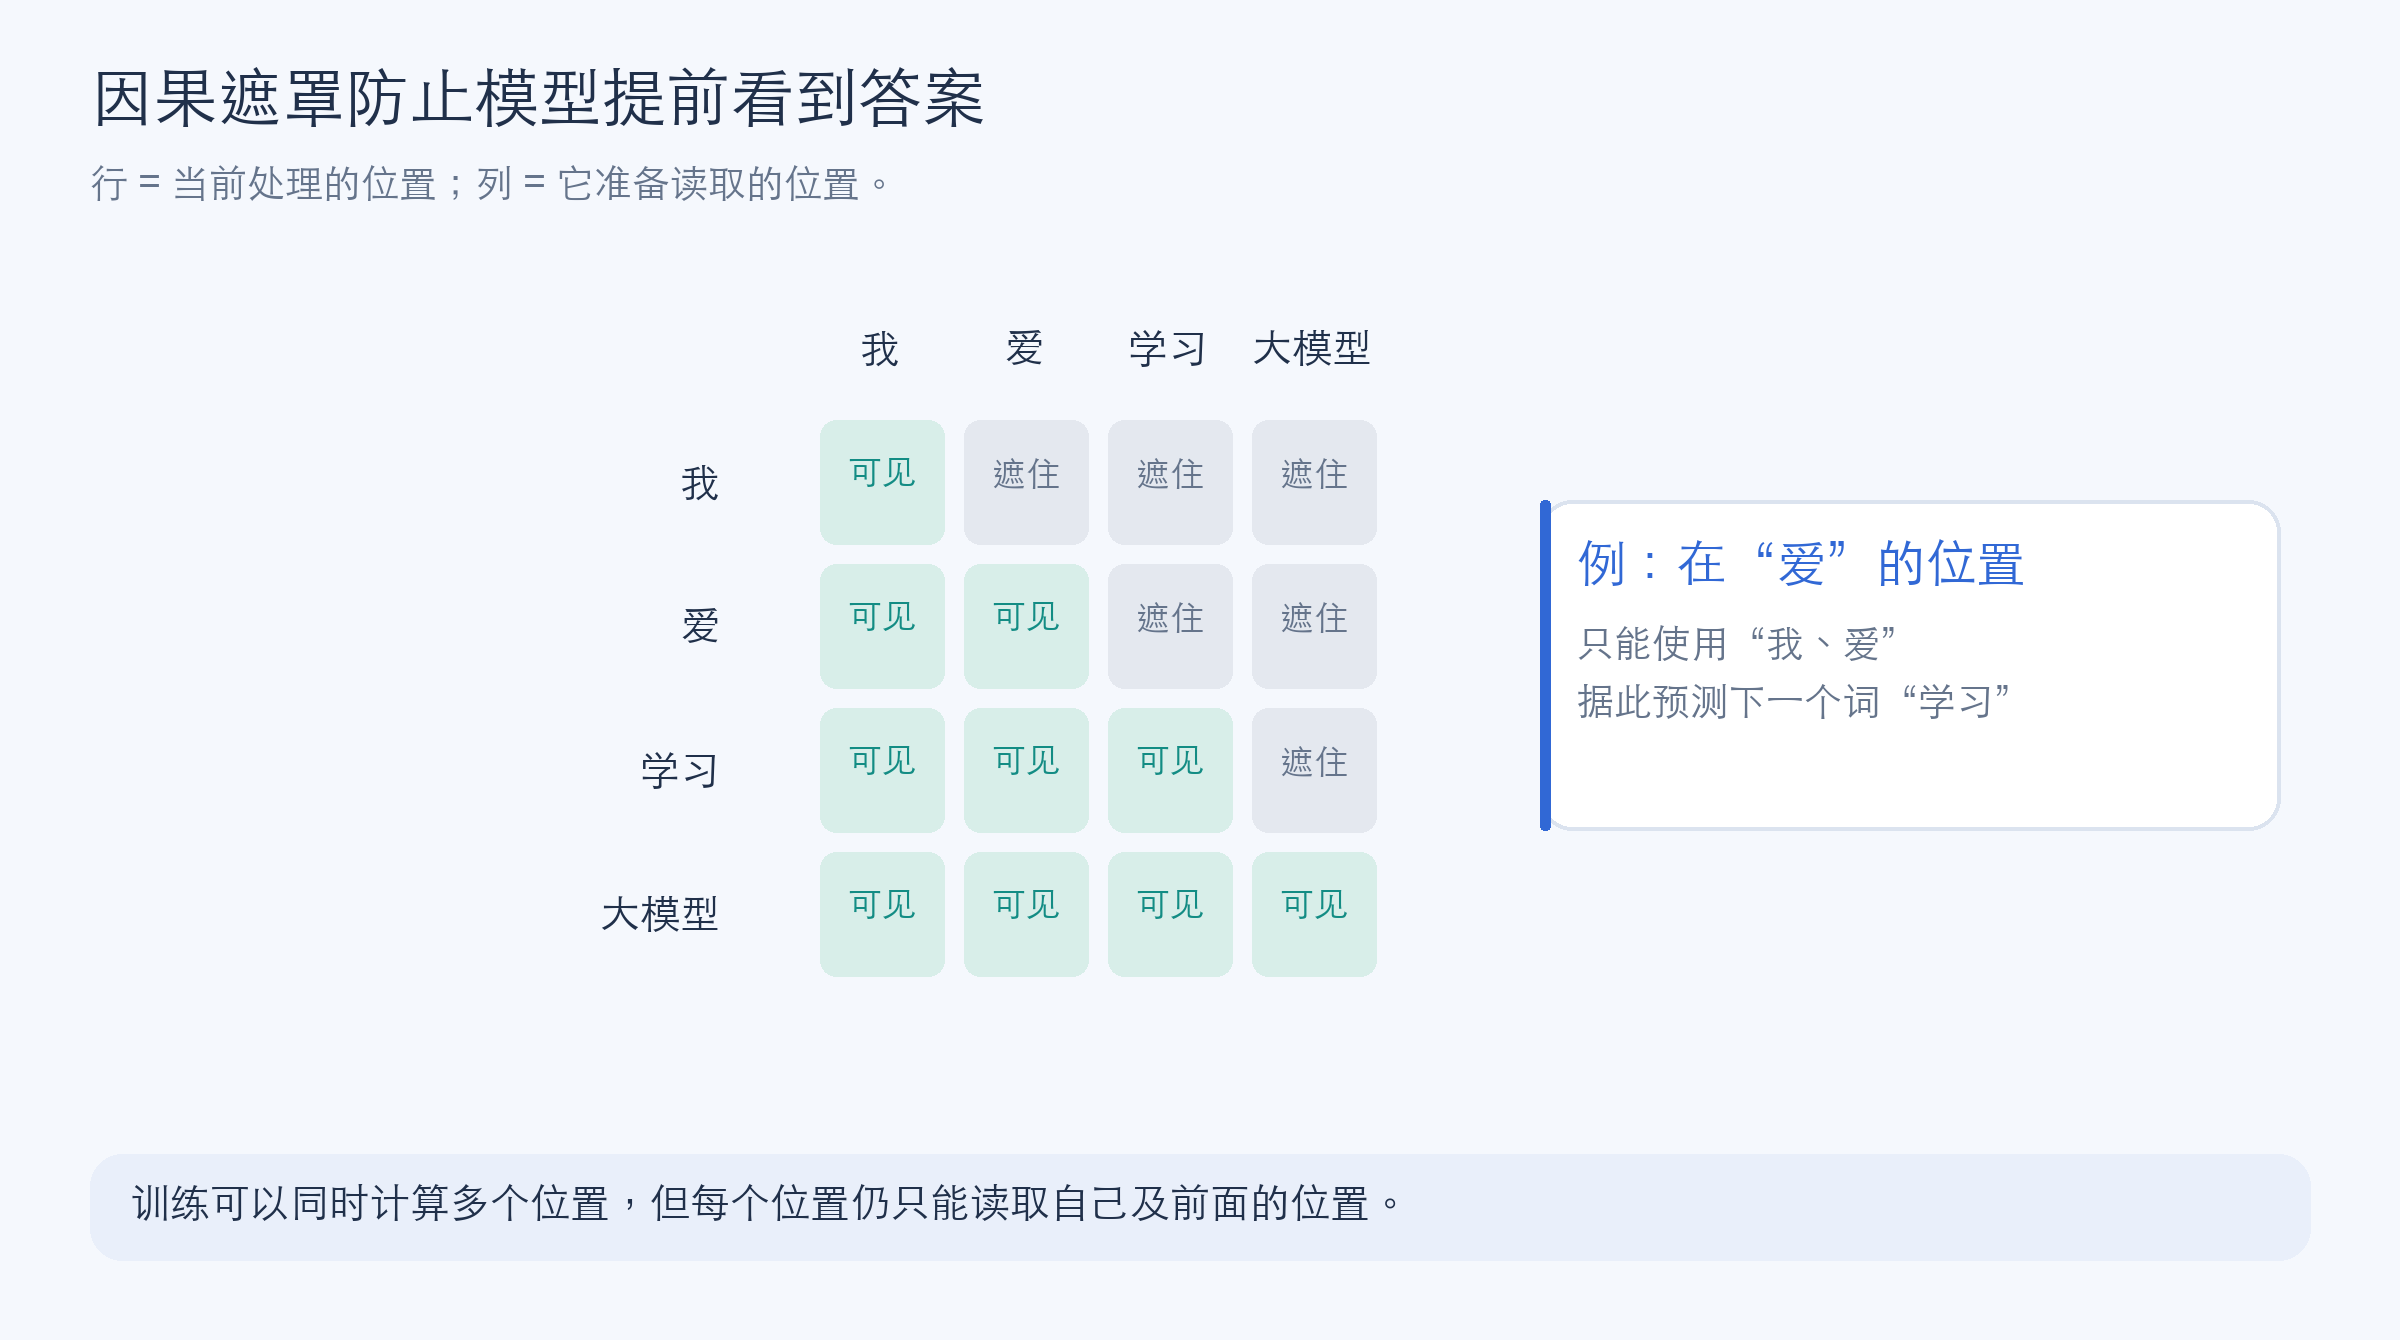 因果遮罩防止模型提前看到答案
行 = 当前处理的位置；列 = 它准备读取的位置。
我 爱 学习 大模型
我 可见 遮住 遮住 遮住
爱 可见 可见 遮住 遮住
学习 可见 可见 可见 遮住
大模型 可见 可见 可见 可见
例：在“爱”的位置
只能使用“我、爱”
据此预测下一个词“学习”
训练可以同时计算多个位置，但每个位置仍只能读取自己及前面的位置。